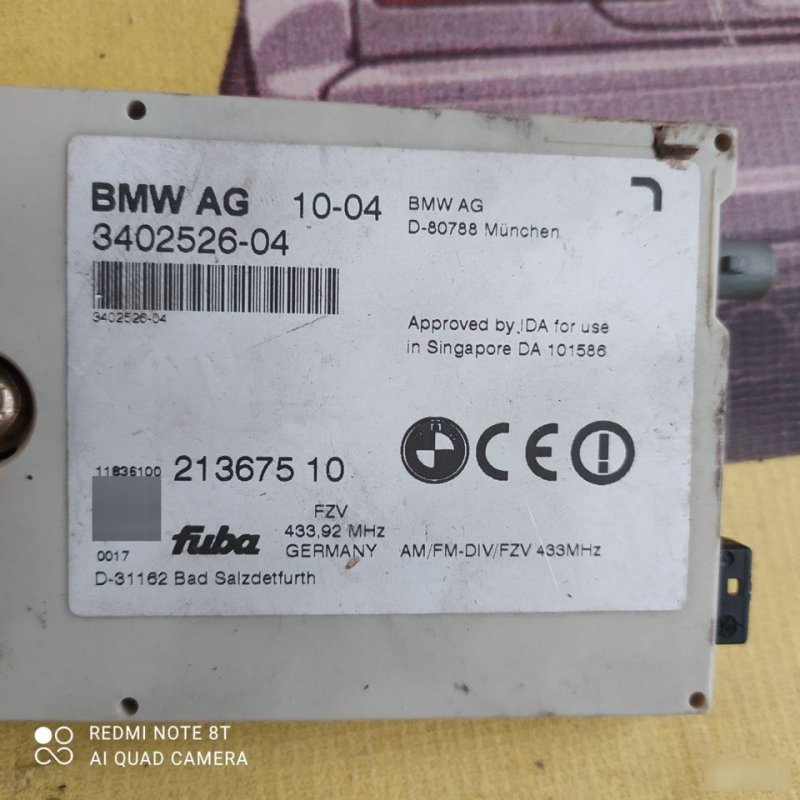 BMW AG 10-04
3402526-04
3402526-04
BMW AG
D-80788 München
Approved by IDA for use
in Singapore DA 101586
11836100 213675 10
FZV
433,92 MHz
fuba GERMANY
0017
D-31162 Bad Salzdetfurth
CE
AM/FM-DIV/FZV 433MHz
REDMI NOTE 8T
AI QUAD CAMERA